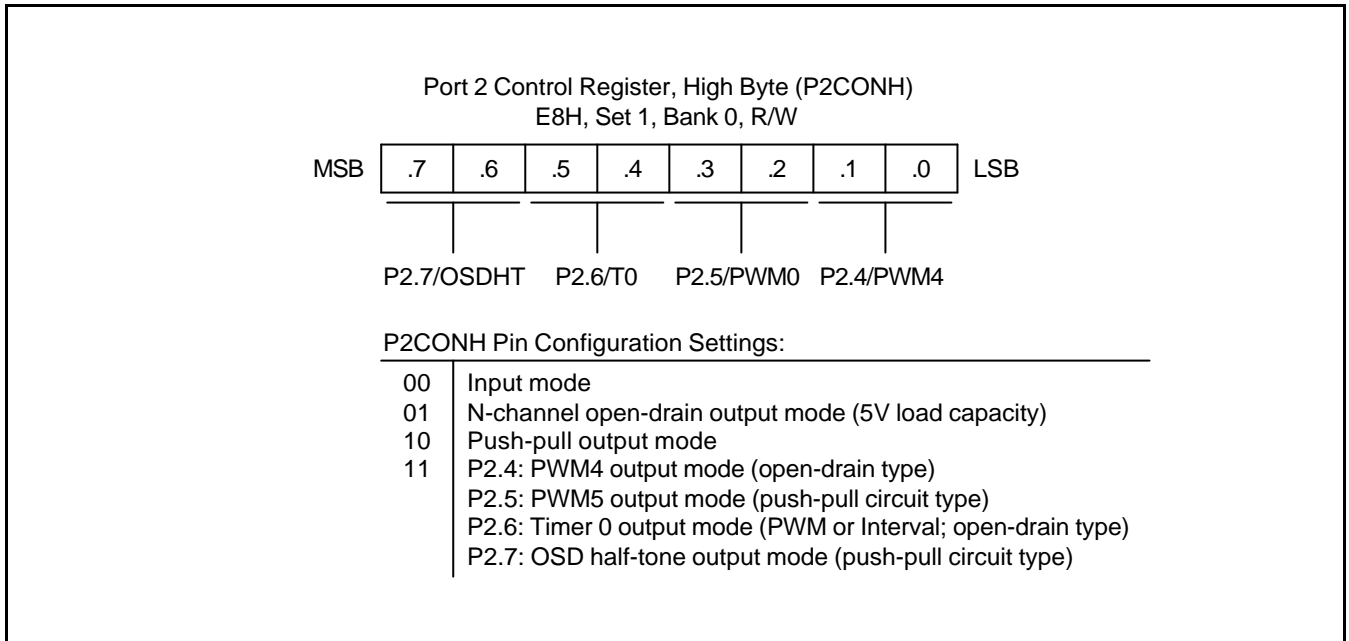 Port 2 Control Register, High Byte (P2CONH)
E8H, Set 1, Bank 0, R/W
MSB .7 .6 .5 .4 .3 .2 .1 .0 LSB
P2.7/OSDHT P2.6/T0 P2.5/PWM0 P2.4/PWM4
P2CONH Pin Configuration Settings:
00 Input mode
01 N-channel open-drain output mode (5V load capacity)
10 Push-pull output mode
11 P2.4: PWM4 output mode (open-drain type)
P2.5: PWM5 output mode (push-pull circuit type)
P2.6: Timer 0 output mode (PWM or Interval; open-drain type)
P2.7: OSD half-tone output mode (push-pull circuit type)